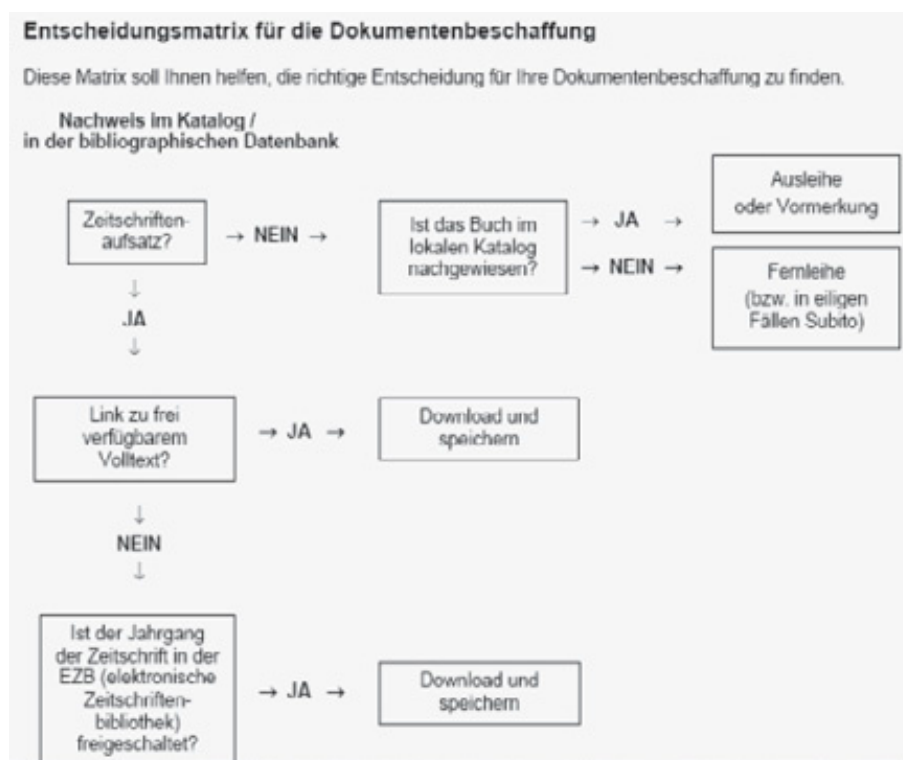 Entscheidungsmatrix für die Dokumentenbeschaffung
Diese Matrix soll Ihnen helfen, die richtige Entscheidung für Ihre Dokumentenbeschaffung zu finden.
Nachweis im Katalog /
in der bibliographischen Datenbank
Zeitschriften-
aufsatz?
→ NEIN →
Ist das Buch im
lokalen Katalog
nachgewiesen?
→ JA →
Ausleihe
oder Vormerkung
→ NEIN →
Fernleihe
(bzw. in eiligen
Fällen Subito)
↓
JA
↓
Link zu frei
verfügbarem
Volltext?
→ JA →
Download und
speichern
↓
NEIN
↓
Ist der Jahrgang
der Zeitschrift in der
EZB (elektronische
Zeitschriften-
bibliothek)
freigeschaltet?
→ JA →
Download und
speichern